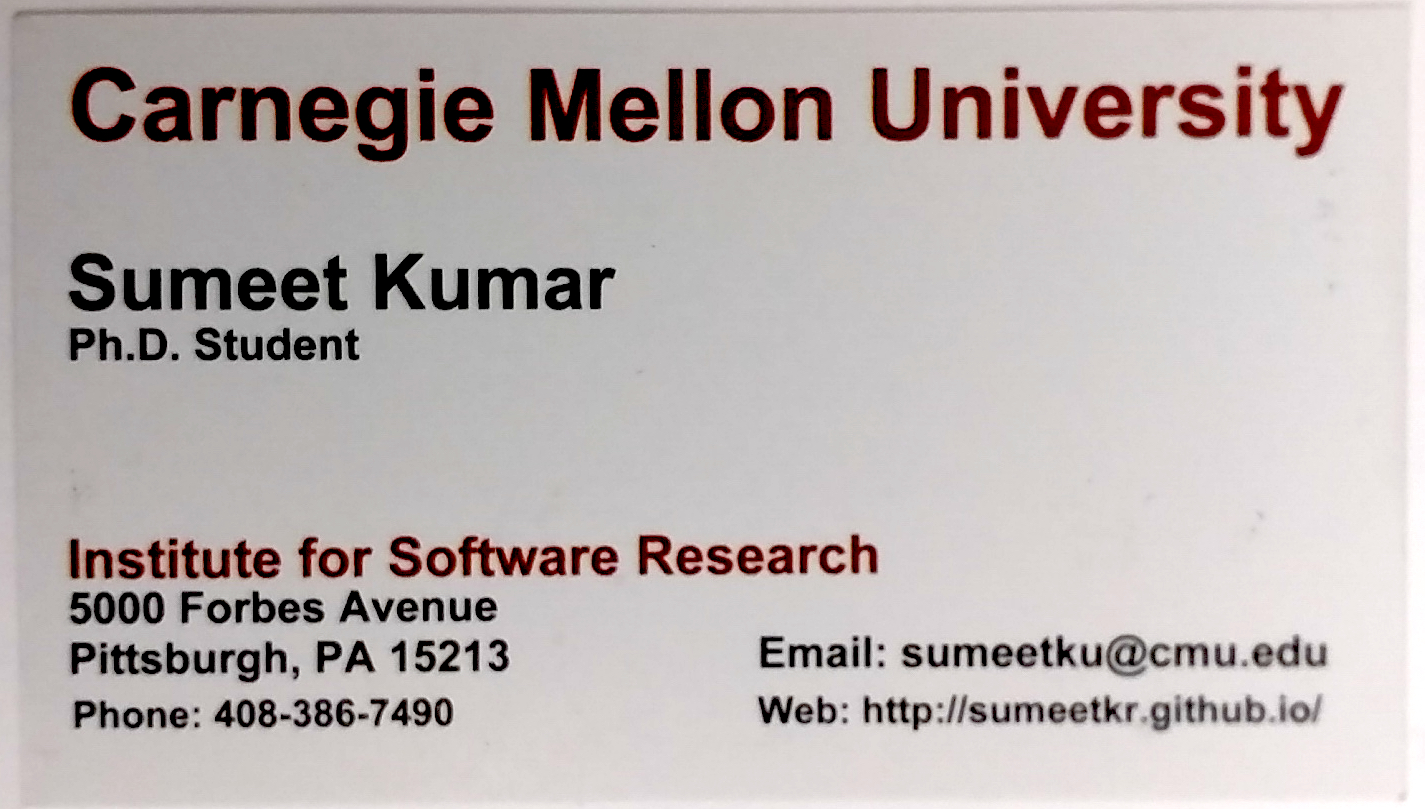 Carnegie Mellon University
Sumeet Kumar
Ph.D. Student
Institute for Software Research
5000 Forbes Avenue
Pittsburgh, PA 15213
Phone: 408-386-7490
Email: sumeetku@cmu.edu
Web: http://sumeetkr.github.io/